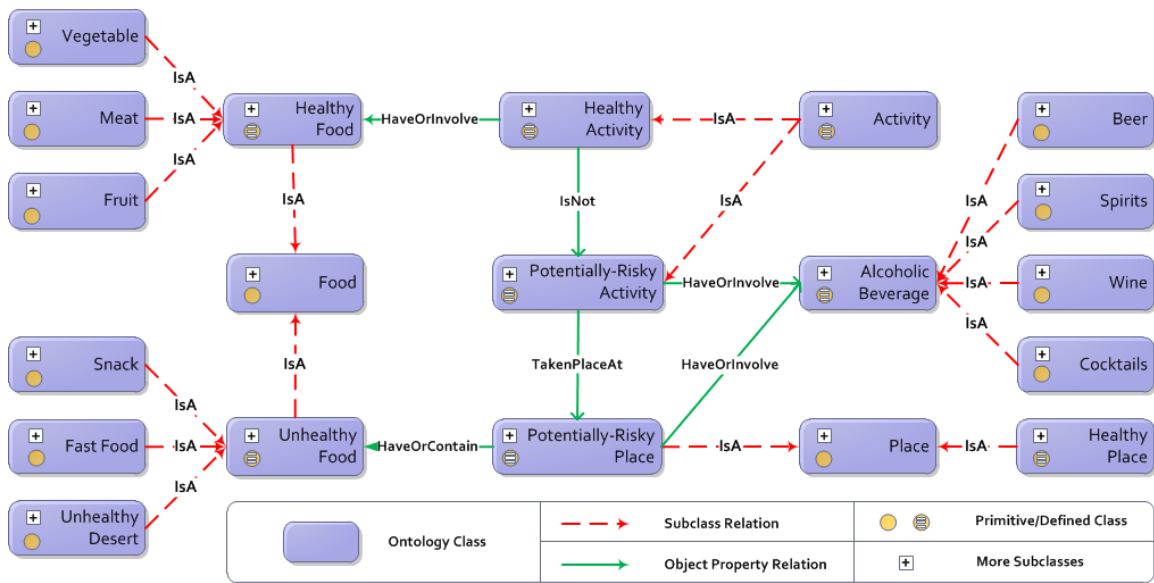 Vegetable
Meat
Fruit
IsA
IsA
IsA
Healthy
Food
HaveOrInvolve
Healthy
Activity
IsA
Activity
Beer
Spirits
Wine
Cocktails
IsA
IsA
IsA
IsA
IsA
IsNot
IsA
Food
Potentially-Risky
Activity
HaveOrInvolve
Alcoholic
Beverage
IsA
TakenPlaceAt
HaveOrInvolve
Snack
Fast Food
Unhealthy
Desert
IsA
IsA
IsA
Unhealthy
Food
HaveOrContain
Potentially-Risky
Place
IsA
Place
IsA
Healthy
Place
Ontology Class
Subclass Relation
Object Property Relation
Primitive/Defined Class
More Subclasses